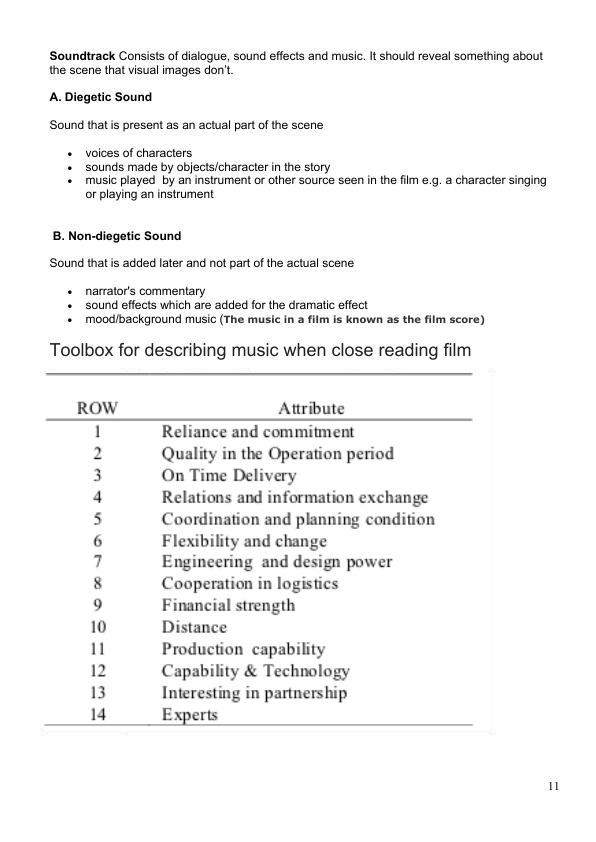 Soundtrack Consists of dialogue, sound effects and music. It should reveal something about
the scene that visual images don't.
A. Diegetic Sound
Sound that is present as an actual part of the scene
• voices of characters
• sounds made by objects/character in the story
• music played by an instrument or other source seen in the film e.g. a character singing
or playing an instrument
B. Non-diegetic Sound
Sound that is added later and not part of the actual scene
• narrator's commentary
• sound effects which are added for the dramatic effect
• mood/background music (The music in a film is known as the film score)
Toolbox for describing music when close reading film
ROW Attribute
1 Reliance and commitment
2 Quality in the Operation period
3 On Time Delivery
4 Relations and information exchange
5 Coordination and planning condition
6 Flexibility and change
7 Engineering and design power
8 Cooperation in logistics
9 Financial strength
10 Distance
11 Production capability
12 Capability & Technology
13 Interesting in partnership
14 Experts
11